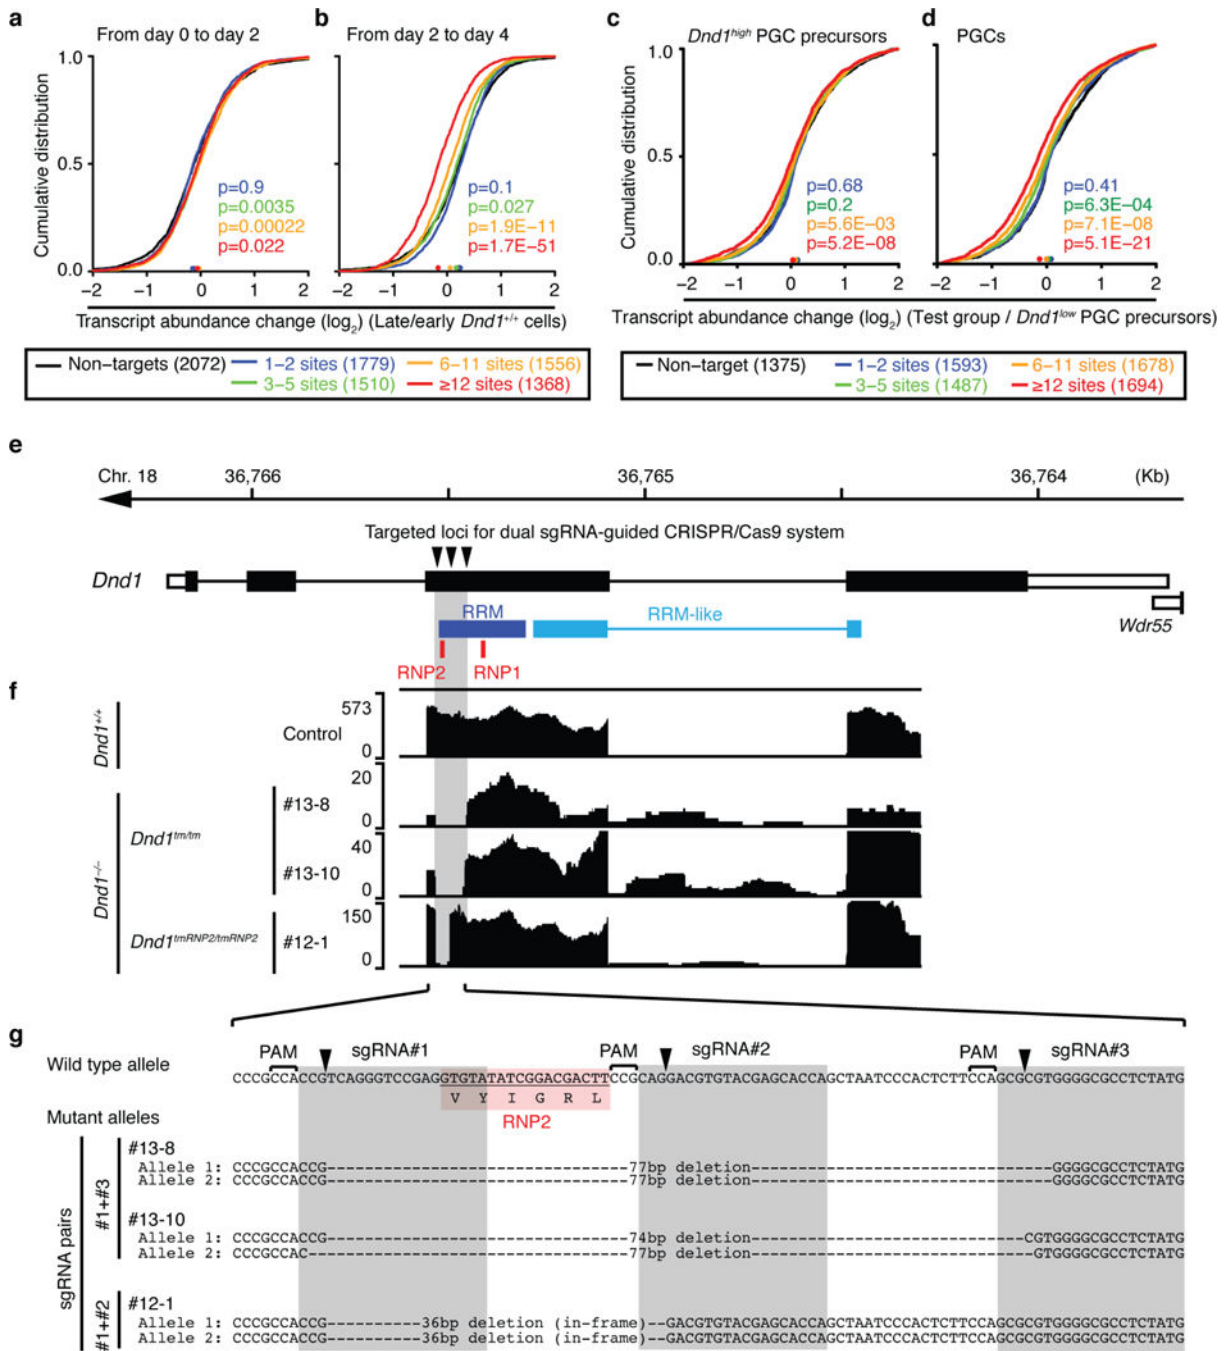 a
From day 0 to day 2
b
From day 2 to day 4
c
Dnd1high PGC precursors
d
PGCs
Cumulative distribution
1.0
0.5
0.0
p=0.9
p=0.0035
p=0.00022
p=0.022
−2 −1 0 1 2
p=0.1
p=0.027
p=1.9E−11
p=1.7E−51
−2 −1 0 1 2
Transcript abundance change (log2) (Late/early Dnd1+/+ cells)
Non−targets (2072)
1−2 sites (1779)
6−11 sites (1556)
3−5 sites (1510)
≥12 sites (1368)
Cumulative distribution
1.0
0.5
0.0
p=0.68
p=0.2
p=5.6E−03
p=5.2E−08
−2 −1 0 1 2
p=0.41
p=6.3E−04
p=7.1E−08
p=5.1E−21
−2 −1 0 1 2
Transcript abundance change (log2) (Test group / Dnd1low PGC precursors)
Non−target (1375)
1−2 sites (1593)
6−11 sites (1678)
3−5 sites (1487)
≥12 sites (1694)
e
Chr. 18
36,766
36,765
36,764
(Kb)
Targeted loci for dual sgRNA-guided CRISPR/Cas9 system
Dnd1
RRM
RRM-like
Wdr55
RNP2
RNP1
f
Dnd1+/+
Control
573
0
Dnd1−/−
Dnd1tm/tm
#13-8
20
0
#13-10
40
0
Dnd1tmRNP2/tmRNP2
#12-1
150
0
g
Wild type allele
PAM
sgRNA#1
PAM
sgRNA#2
PAM
sgRNA#3
CCCGCCACCGTCAGGGTCCGAGGTGTATATCGGACGACTTCCGCAGGACGTGTACGAGCACCAGCTAATCCCACTCTTCCAGCGCGTGGGGCGCCTCTATG
V Y I G R L
RNP2
Mutant alleles
sgRNA pairs
#1+#3
#13-8
Allele 1: CCCGCCACCG--------------------------------77bp deletion--------------------------------GGGGCGCCTCTATG
Allele 2: CCCGCCACCG--------------------------------77bp deletion--------------------------------GGGGCGCCTCTATG
#13-10
Allele 1: CCCGCCACCG--------------------------------74bp deletion-----------------------------CGTGGGGCGCCTCTATG
Allele 2: CCCGCCAC----------------------------------77bp deletion------------------------------GTGGGGCGCCTCTATG
#1+#2
#12-1
Allele 1: CCCGCCACCG----------36bp deletion (in-frame)--GACGTGTACGAGCACCAGCTAATCCCACTCTTCCAGCGCGTGGGGCGCCTCTATG
Allele 2: CCCGCCACCG----------36bp deletion (in-frame)--GACGTGTACGAGCACCAGCTAATCCCACTCTTCCAGCGCGTGGGGCGCCTCTATG